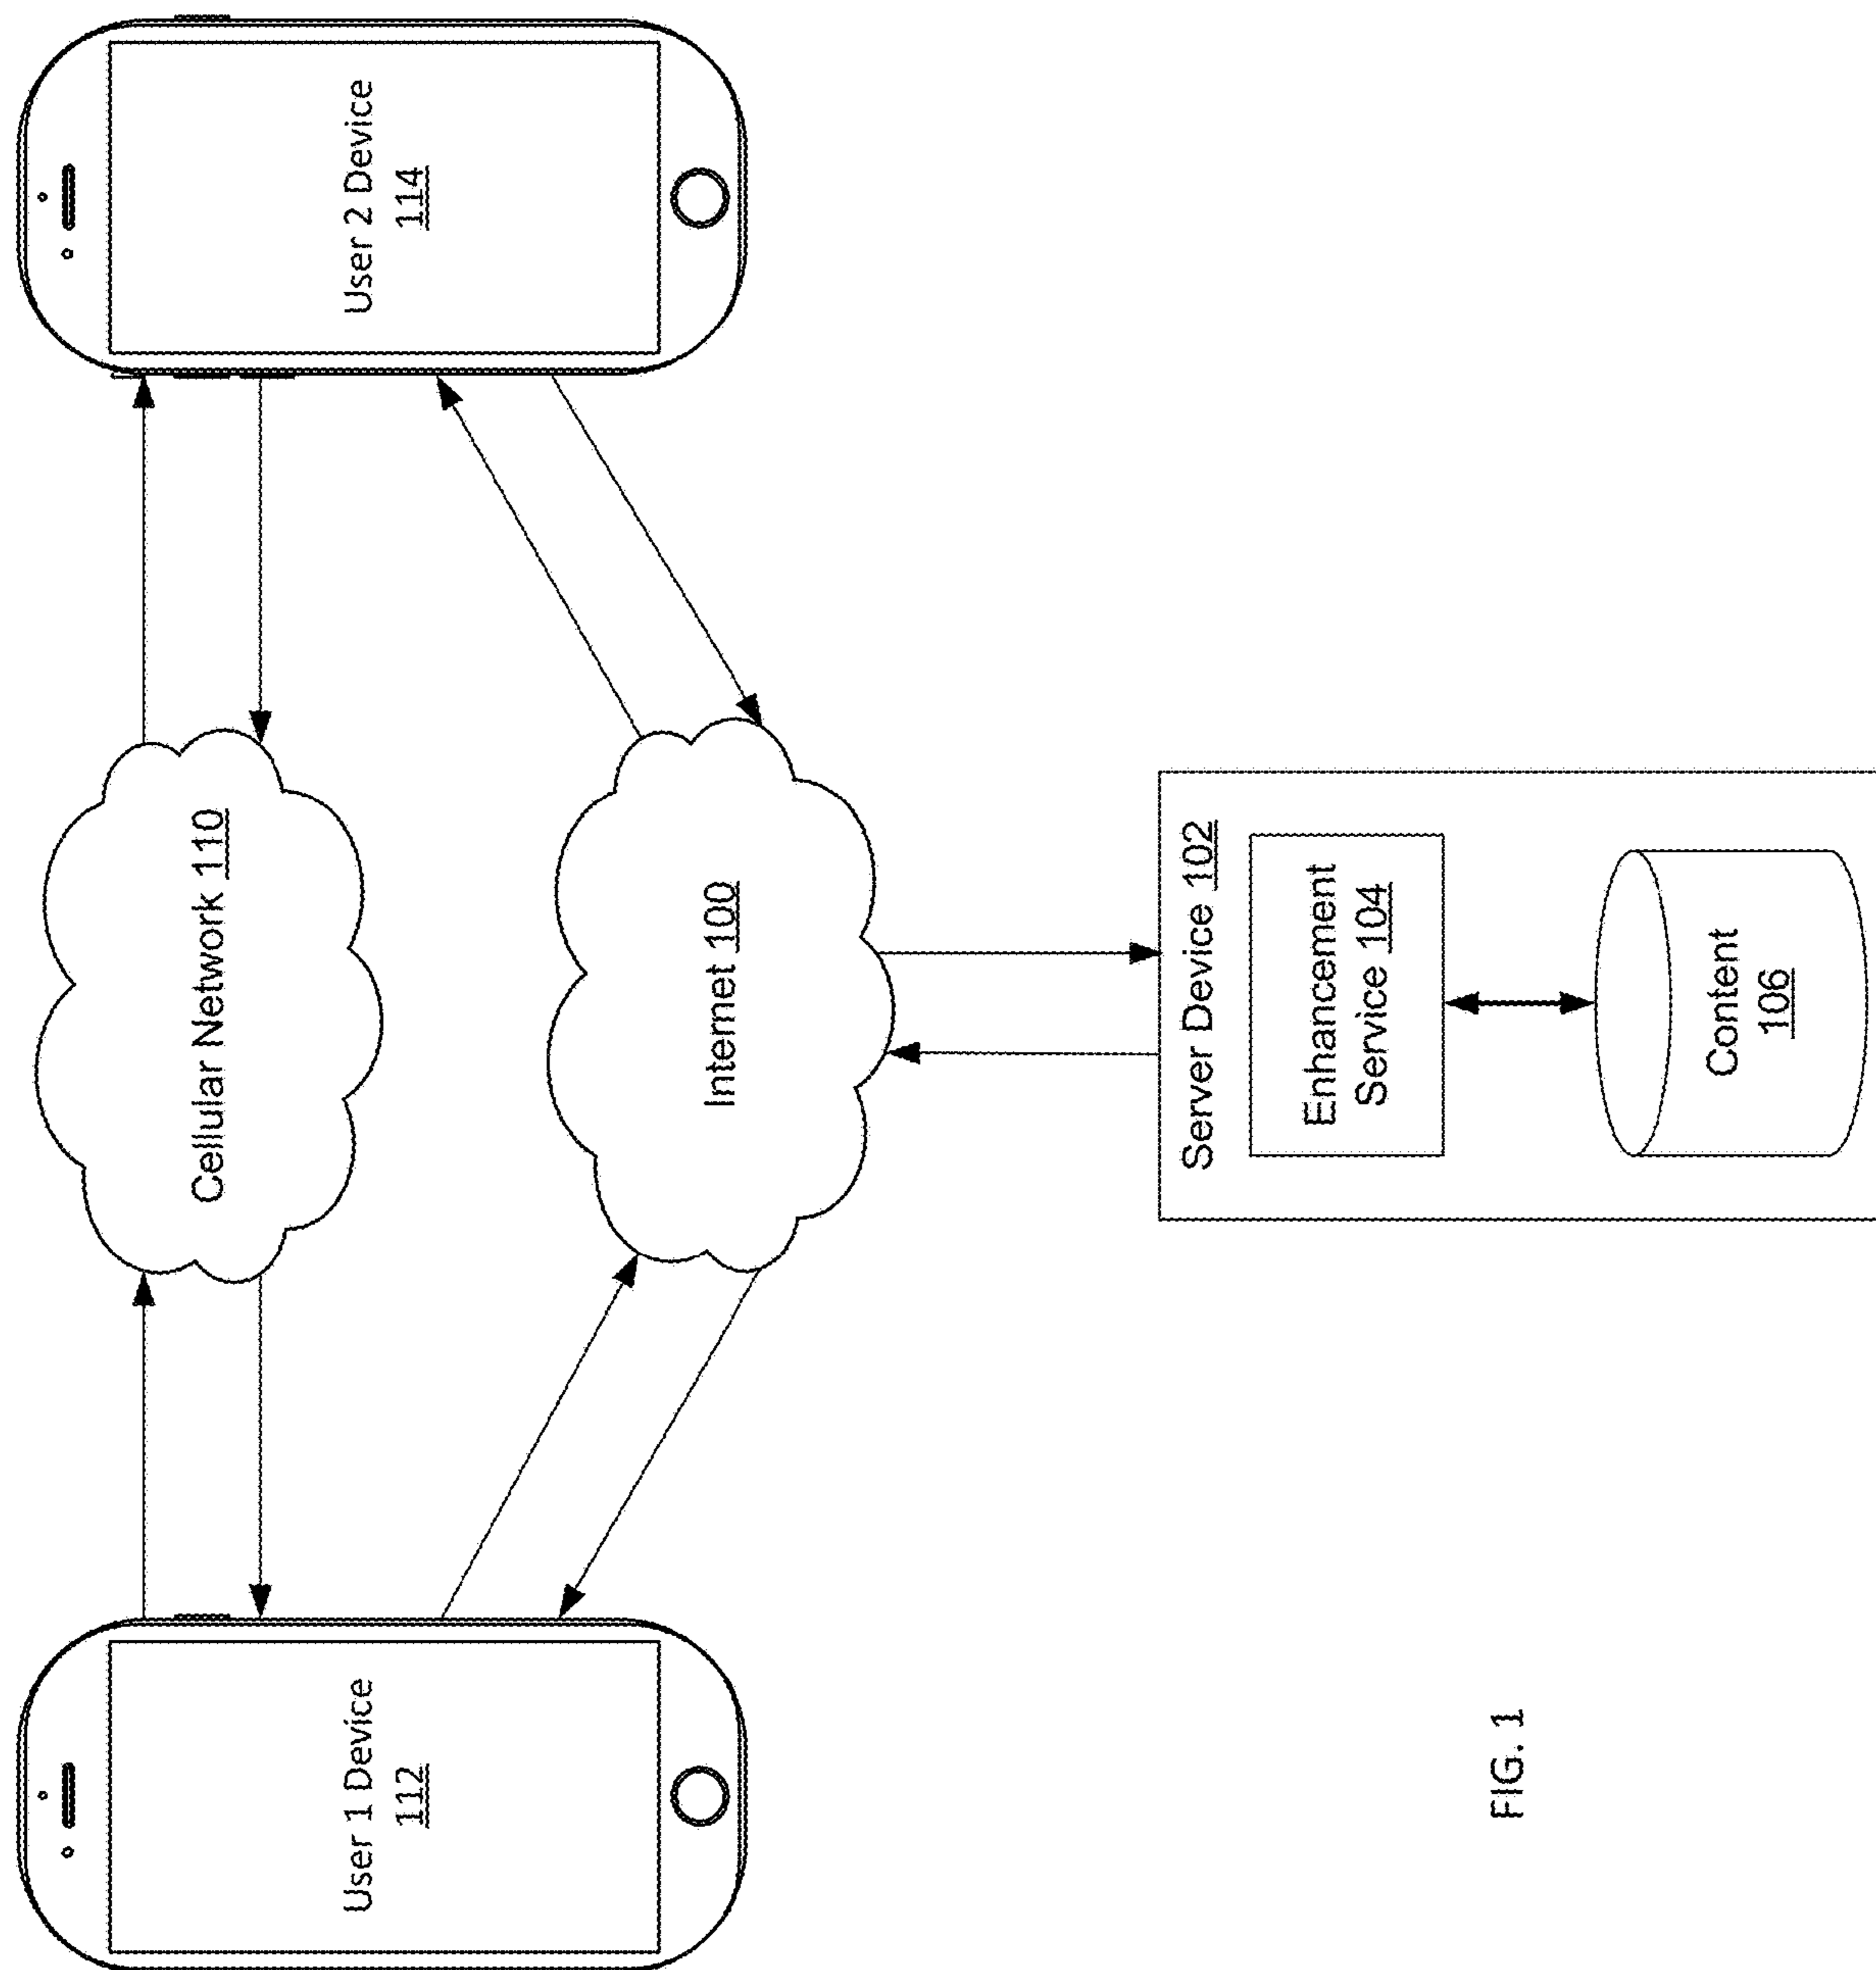 User 1 Device
112
Cellular Network 110
User 2 Device
114
Internet 100
Server Device 102
Enhancement
Service 104
Content
106
FIG. 1